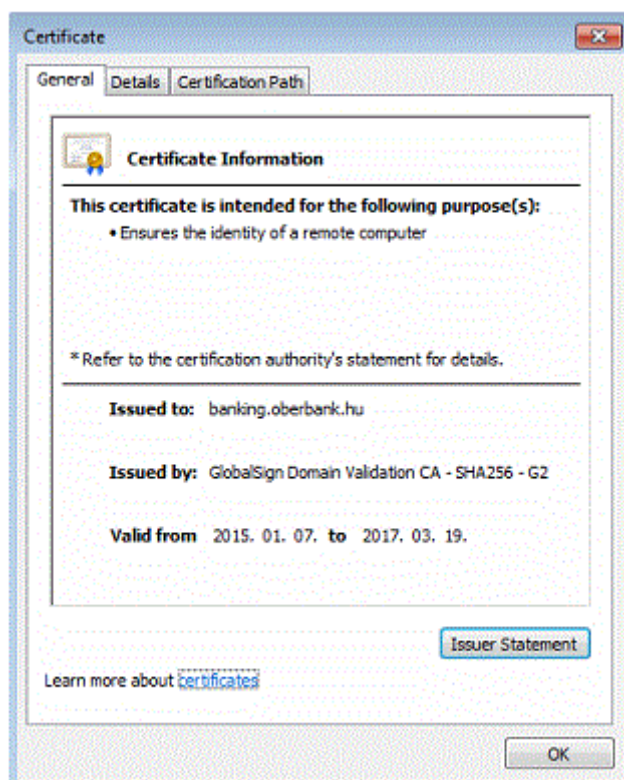 Certificate
General Details Certification Path
Certificate Information
This certificate is intended for the following purpose(s):
• Ensures the identity of a remote computer
* Refer to the certification authority's statement for details.
Issued to: banking.oberbank.hu
Issued by: GlobalSign Domain Validation CA - SHA256 - G2
Valid from 2015. 01. 07. to 2017. 03. 19.
Issuer Statement
Learn more about certificates
OK